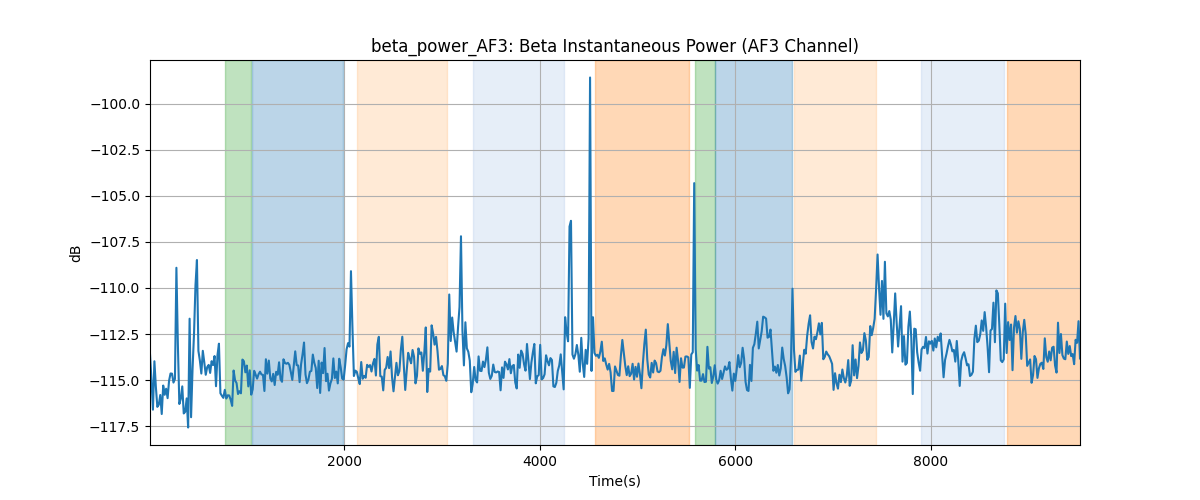 beta_power_AF3: Beta Instantaneous Power (AF3 Channel)
−100.0
−102.5
−105.0
−107.5
−110.0
−112.5
−115.0
−117.5
dB
2000 4000 6000 8000
Time(s)